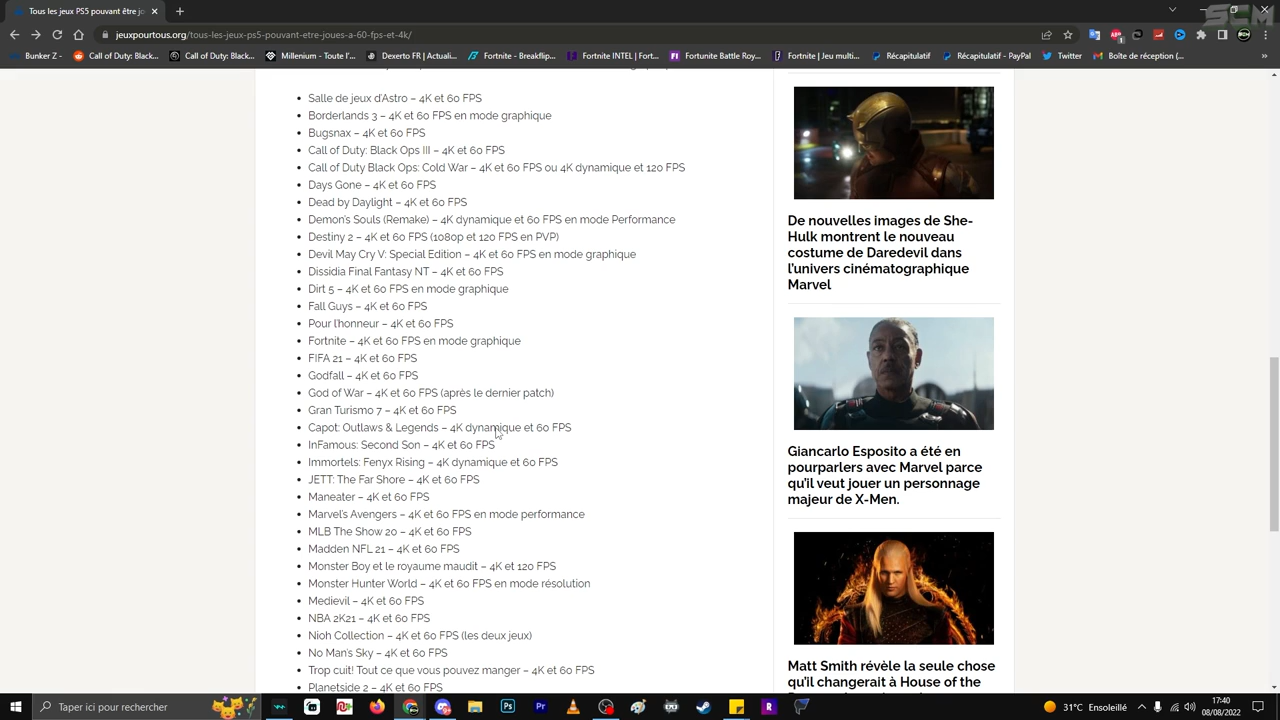 SCM
Tous les jeux PS5 pouvant être jo
jeuxpourtous.org/tous-les-jeux-ps5-pouvant-etre-joues-a-60-fps-et-4k/
Bunker Z - Call of Duty: Black... Call of Duty: Black... Millenium - Toute l'... Dexerto FR | Actuali... Fortnite - Breakflip... Fortnite INTEL | Fort... Fortunite Battle Roy... Fortnite | Jeu multi... Récapitulatif Récapitulatif - PayPal Twitter Boîte de réception (... »
Salle de jeux d'Astro – 4K et 60 FPS
Borderlands 3 – 4K et 60 FPS en mode graphique
Bugsnax – 4K et 60 FPS
Call of Duty: Black Ops III – 4K et 60 FPS
Call of Duty Black Ops: Cold War – 4K et 60 FPS ou 4K dynamique et 120 FPS
Days Gone – 4K et 60 FPS
Dead by Daylight – 4K et 60 FPS
Demon's Souls (Remake) – 4K dynamique et 60 FPS en mode Performance
Destiny 2 – 4K et 60 FPS (1080p et 120 FPS en PVP)
Devil May Cry V: Special Edition – 4K et 60 FPS en mode graphique
Dissidia Final Fantasy NT – 4K et 60 FPS
Dirt 5 – 4K et 60 FPS en mode graphique
Fall Guys – 4K et 60 FPS
Pour l'honneur – 4K et 60 FPS
Fortnite – 4K et 60 FPS en mode graphique
FIFA 21 – 4K et 60 FPS
Godfall – 4K et 60 FPS
God of War – 4K et 60 FPS (après le dernier patch)
Gran Turismo 7 – 4K et 60 FPS
Capot: Outlaws & Legends – 4K dynamique et 60 FPS
InFamous: Second Son – 4K et 60 FPS
Immortels: Fenyx Rising – 4K dynamique et 60 FPS
JETT: The Far Shore – 4K et 60 FPS
Maneater – 4K et 60 FPS
Marvel's Avengers – 4K et 60 FPS en mode performance
MLB The Show 20 – 4K et 60 FPS
Madden NFL 21 – 4K et 60 FPS
Monster Boy et le royaume maudit – 4K et 120 FPS
Monster Hunter World – 4K et 60 FPS en mode résolution
Medievil – 4K et 60 FPS
NBA 2K21 – 4K et 60 FPS
Nioh Collection – 4K et 60 FPS (les deux jeux)
No Man's Sky – 4K et 60 FPS
Trop cuit! Tout ce que vous pouvez manger – 4K et 60 FPS
Planetside 2 – 4K et 60 FPS
De nouvelles images de She-
Hulk montrent le nouveau
costume de Daredevil dans
l'univers cinématographique
Marvel
Giancarlo Esposito a été en
pourparlers avec Marvel parce
qu'il veut jouer un personnage
majeur de X-Men.
Matt Smith révèle la seule chose
qu'il changerait à House of the
Taper ici pour rechercher
31°C Ensoleillé
17:40
08/08/2022